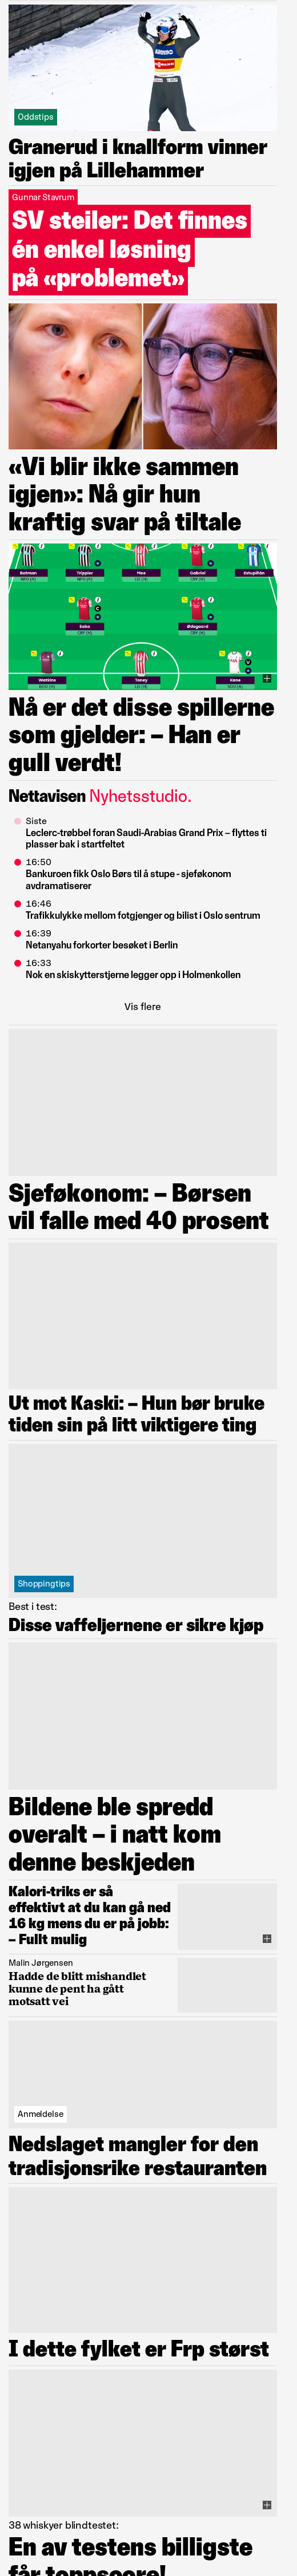 Oddstips
Granerud i knallform vinner
igjen på Lillehammer
Gunnar Stavrum
SV steiler: Det finnes
én enkel løsning
på «problemet»
«Vi blir ikke sammen
igjen»: Nå gir hun
kraftig svar på tiltale
Botman
Trippier
Mee
Gabriel
Estupiñán
Saka
Ødegaard
Watkins
Toney
Kane
Nå er det disse spillerne
som gjelder: – Han er
gull verdt!
Nettavisen Nyhetsstudio.
Siste
Leclerc-trøbbel foran Saudi-Arabias Grand Prix – flyttes ti
plasser bak i startfeltet
16:50
Bankuroen fikk Oslo Børs til å stupe - sjeføkonom
avdramatiserer
16:46
Trafikkulykke mellom fotgjenger og bilist i Oslo sentrum
16:39
Netanyahu forkorter besøket i Berlin
16:33
Nok en skiskytterstjerne legger opp i Holmenkollen
Vis flere
Sjeføkonom: – Børsen
vil falle med 40 prosent
Ut mot Kaski: – Hun bør bruke
tiden sin på litt viktigere ting
Shoppingtips
Best i test:
Disse vaffeljernene er sikre kjøp
Bildene ble spredd
overalt – i natt kom
denne beskjeden
Kalori-triks er så
effektivt at du kan gå ned
16 kg mens du er på jobb:
– Fullt mulig
Malin Jørgensen
Hadde de blitt mishandlet
kunne de pent ha gått
motsatt vei
Anmeldelse
Nedslaget mangler for den
tradisjonsrike restauranten
I dette fylket er Frp størst
38 whiskyer blindtestet:
En av testens billigste
får toppscore!